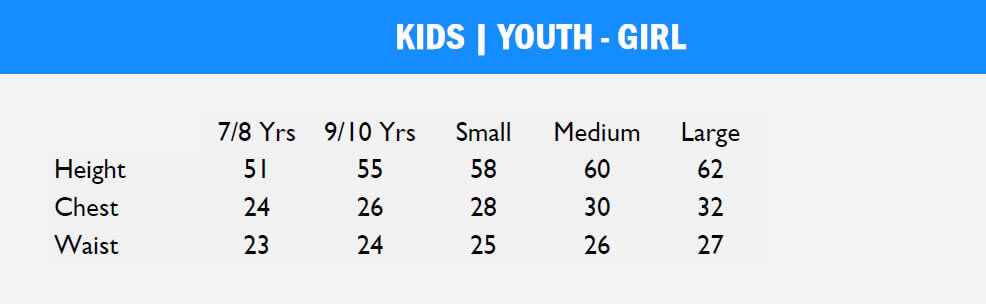 KIDS | YOUTH - GIRL
7/8 Yrs 9/10 Yrs Small Medium Large
Height 51 55 58 60 62
Chest 24 26 28 30 32
Waist 23 24 25 26 27